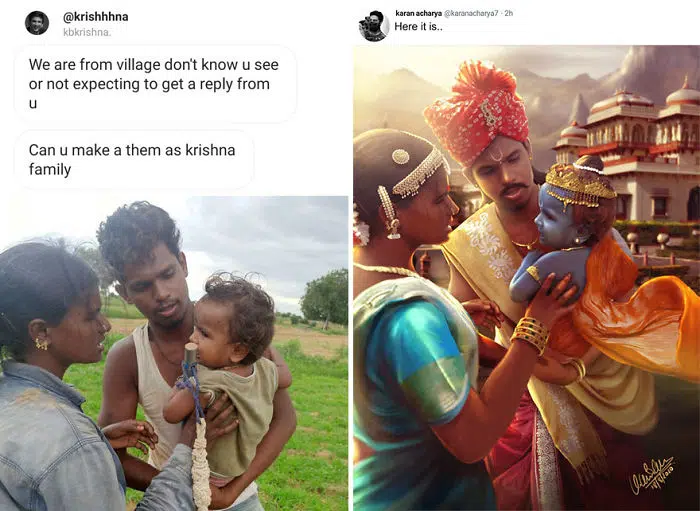 @krishhhna
kbkrishna.
We are from village don't know u see
or not expecting to get a reply from
u
Can u make a them as krishna
family
karan acharya @karanacharya7 · 2h
Here it is..